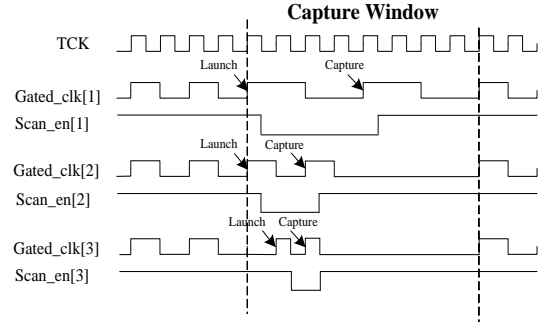 Capture Window
TCK
Launch
Capture
Gated_clk[1]
Scan_en[1]
Launch
Capture
Gated_clk[2]
Scan_en[2]
Launch
Capture
Gated_clk[3]
Scan_en[3]